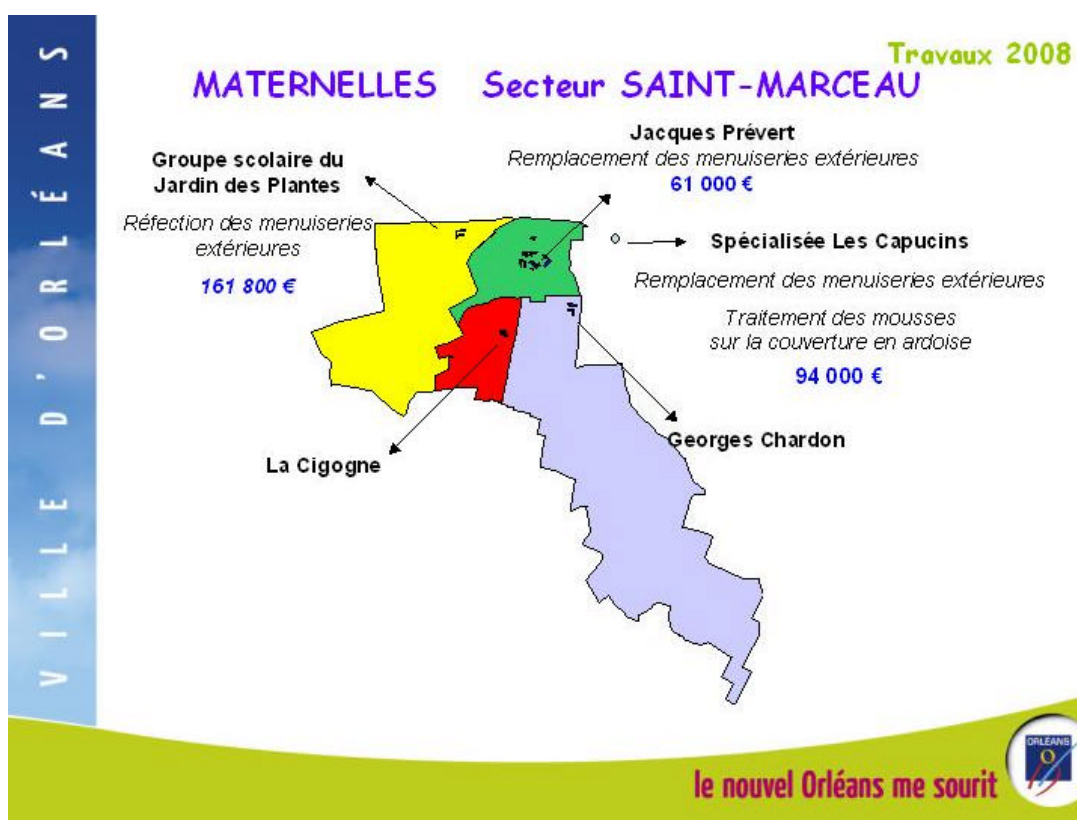 VILLE D'ORLÉANS
Travaux 2008
MATERNELLES Secteur SAINT-MARCEAU
Jacques Prévert
Remplacement des menuiseries extérieures
61 000 €
Groupe scolaire du
Jardin des Plantes
Réfection des menuiseries
extérieures
161 800 €
Spécialisée Les Capucins
Remplacement des menuiseries extérieures
Traitement des mousses
sur la couverture en ardoise
94 000 €
Georges Chardon
La Cigogne
le nouvel Orléans me sourit
ORLEANS